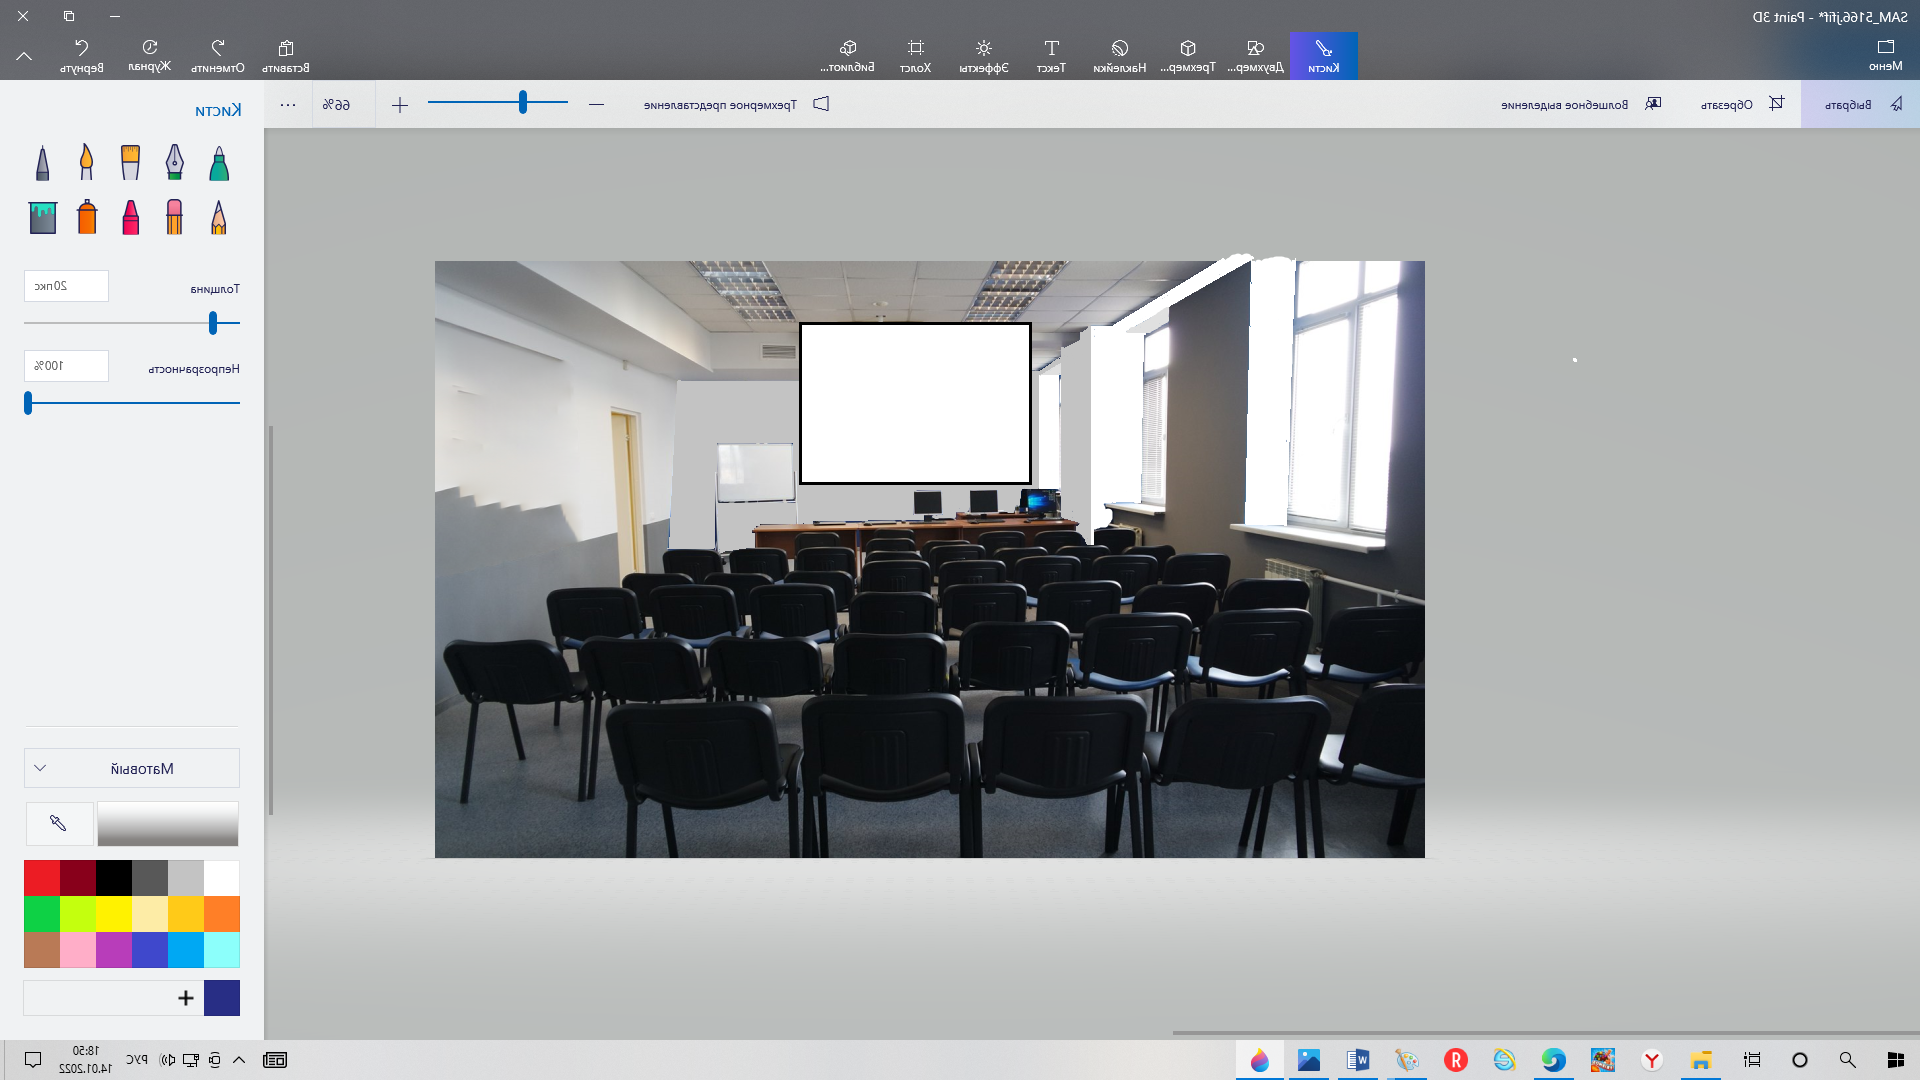 SAM_5166.jfif* - Paint 3D
Меню
Кисти
Двухмер...
Трехмер...
Наклейки
Текст
Эффекты
Холст
Библиот...
Вставить
Отменить
Журнал
Вернуть
Выбрать
Обрезать
Волшебное выделение
Трехмерное представление
66%
Кисти
Толщина
20пкс
Непрозрачность
100%
Матовый
РУС
18:50
14.01.2022